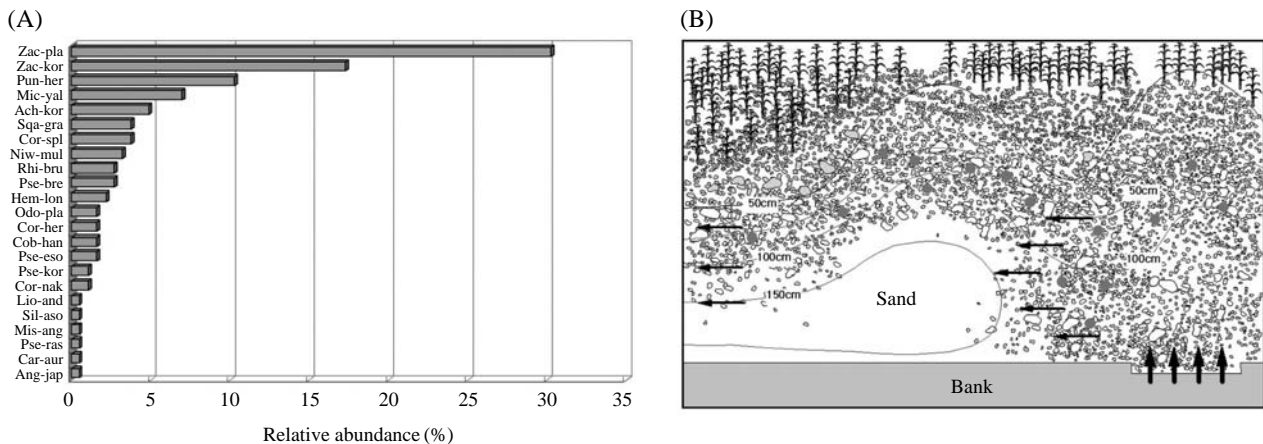 (A)
Zac-pla
Zac-kor
Pun-her
Mic-yal
Ach-kor
Sqa-gra
Cor-spl
Niw-mul
Rhi-bru
Pse-bre
Hem-lon
Odo-pla
Cor-her
Cob-han
Pse-eso
Pse-kor
Cor-nak
Lio-and
Sil-aso
Mis-ang
Pse-ras
Car-aur
Ang-jap
0 5 10 15 20 25 30 35
Relative abundance (%)
(B)
50cm
50cm
100cm
100cm
150cm
Sand
Bank